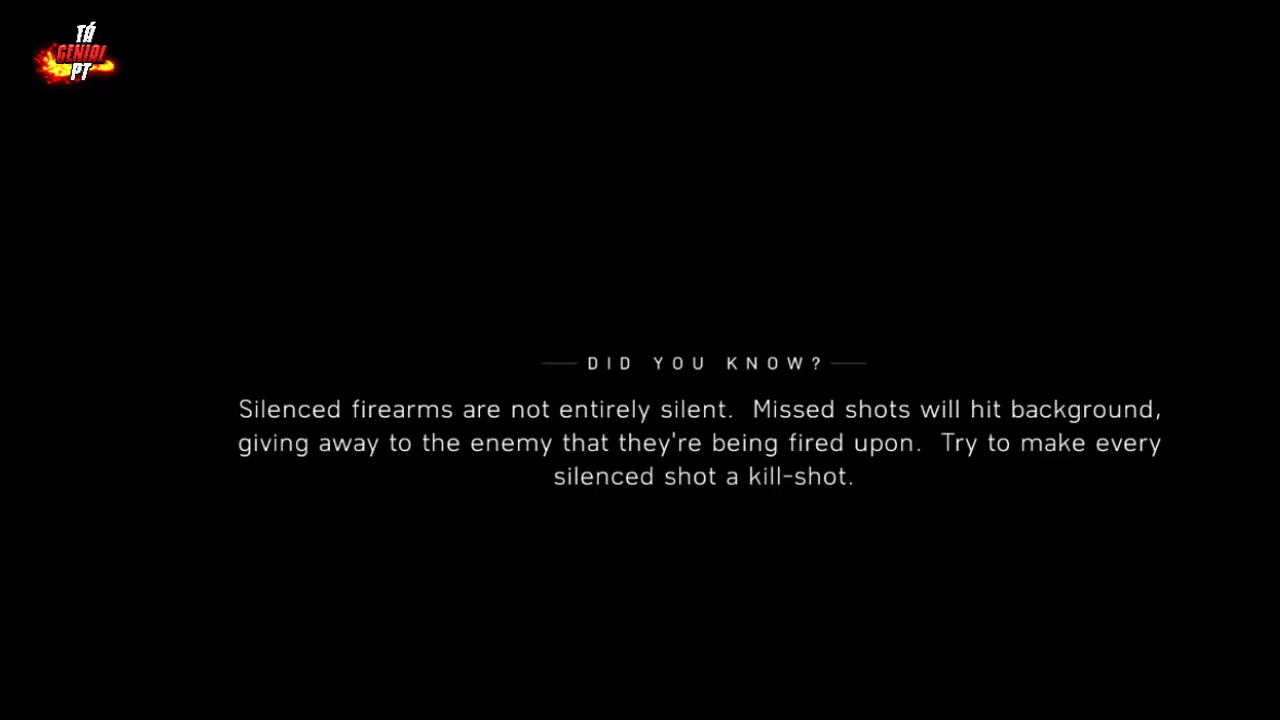 TÁ
GENIAL
PT
DID YOU KNOW?
Silenced firearms are not entirely silent.  Missed shots will hit background,
giving away to the enemy that they're being fired upon.  Try to make every
silenced shot a kill-shot.